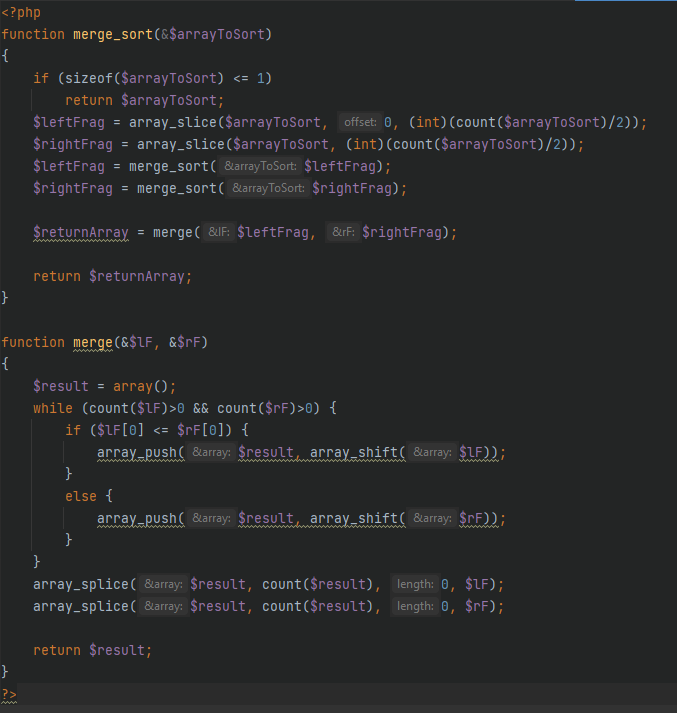 <?php
function merge_sort(&$arrayToSort)
{
    if (sizeof($arrayToSort) <= 1)
        return $arrayToSort;
    $leftFrag = array_slice($arrayToSort, offset: 0, (int)(count($arrayToSort)/2));
    $rightFrag = array_slice($arrayToSort, (int)(count($arrayToSort)/2));
    $leftFrag = merge_sort( &arrayToSort: $leftFrag);
    $rightFrag = merge_sort( &arrayToSort: $rightFrag);

    $returnArray = merge( &lF: $leftFrag, &rF: $rightFrag);

    return $returnArray;
}

function merge(&$lF, &$rF)
{
    $result = array();
    while (count($lF)>0 && count($rF)>0) {
        if ($lF[0] <= $rF[0]) {
            array_push( &array: $result, array_shift( &array: $lF));
        }
        else {
            array_push( &array: $result, array_shift( &array: $rF));
        }
    }
    array_splice( &array: $result, count($result), length: 0, $lF);
    array_splice( &array: $result, count($result), length: 0, $rF);

    return $result;
}
?>